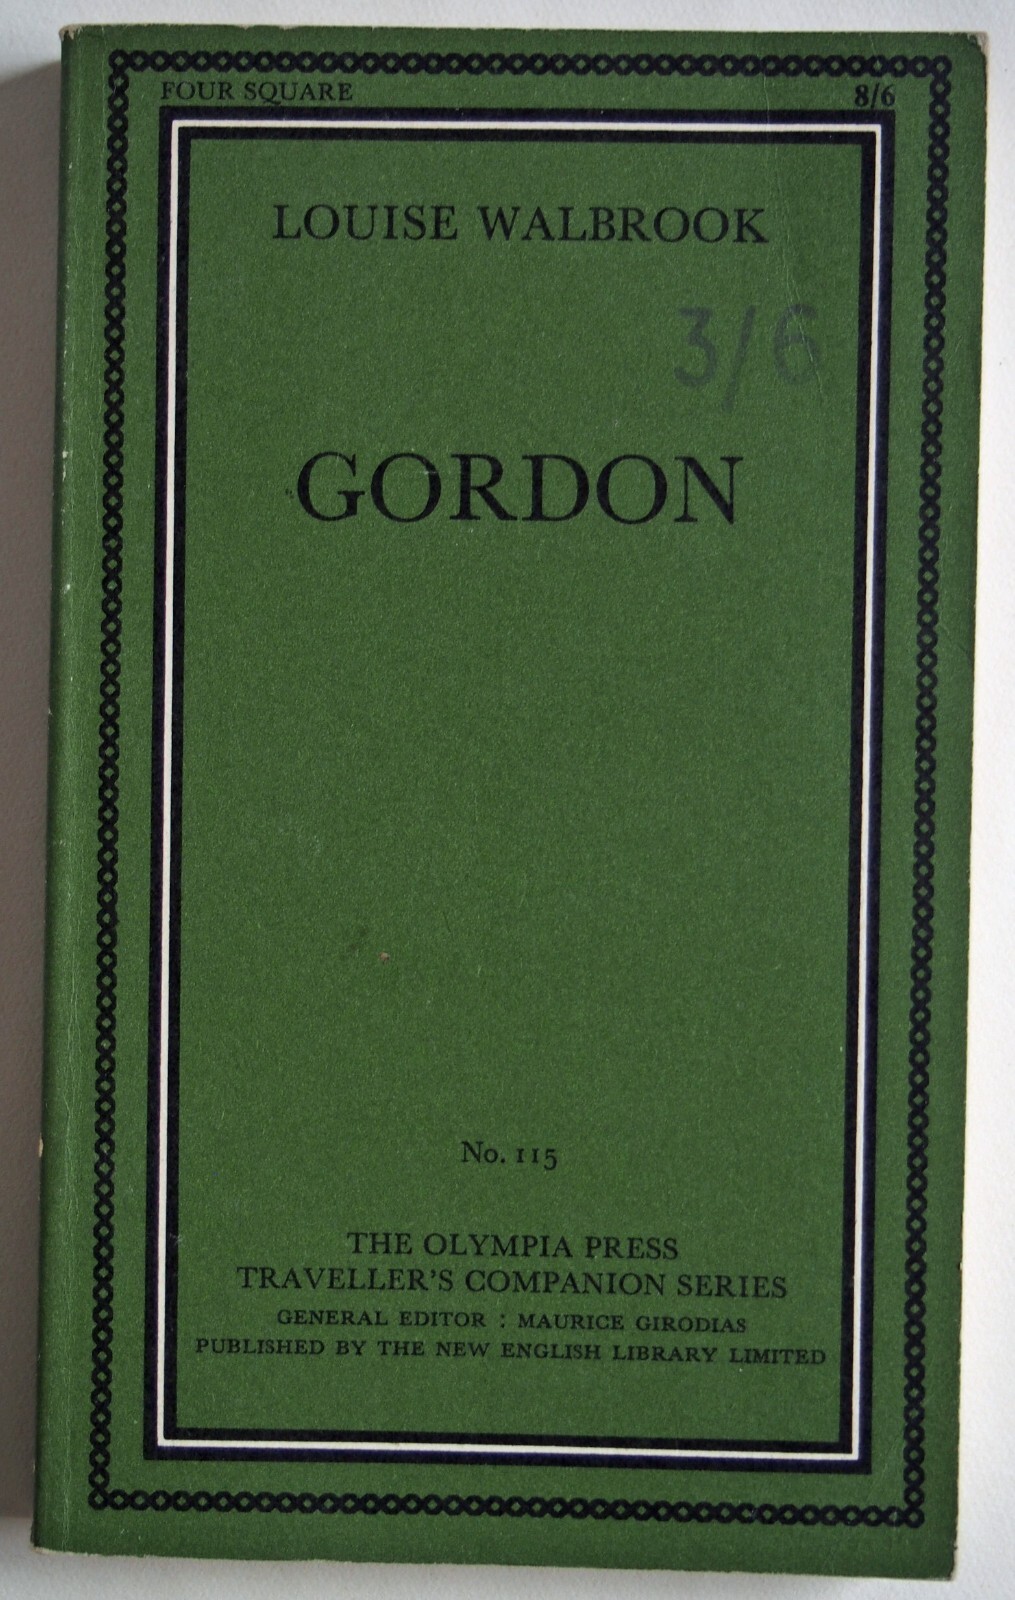 FOUR SQUARE 8/6
LOUISE WALBROOK
3/6
GORDON
No. 115
THE OLYMPIA PRESS
TRAVELLER'S COMPANION SERIES
GENERAL EDITOR : MAURICE GIRODIAS
PUBLISHED BY THE NEW ENGLISH LIBRARY LIMITED